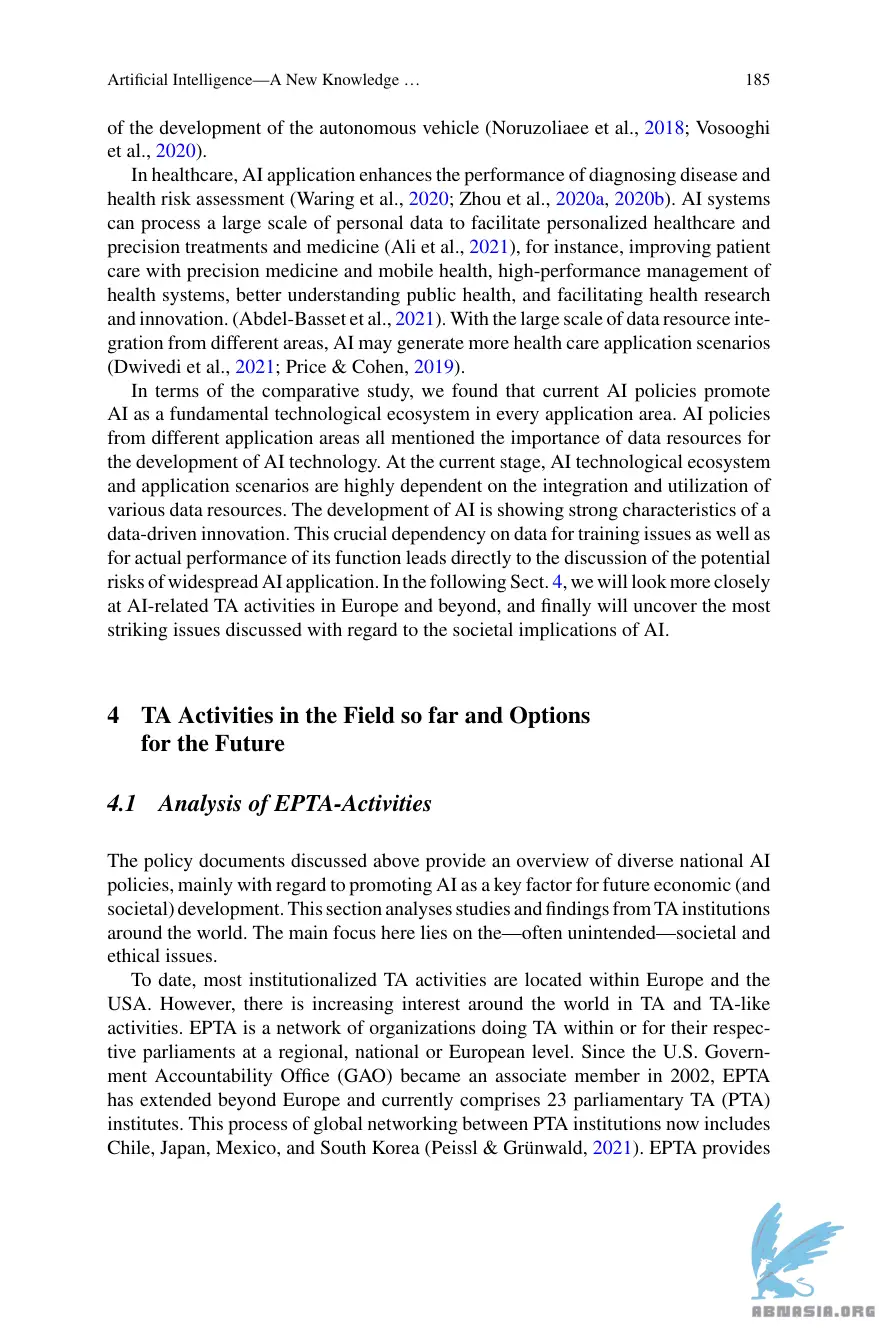 Artificial Intelligence—A New Knowledge … 185
of the development of the autonomous vehicle (Noruzoliaee et al., 2018; Vosooghi
et al., 2020).
In healthcare, AI application enhances the performance of diagnosing disease and
health risk assessment (Waring et al., 2020; Zhou et al., 2020a, 2020b). AI systems
can process a large scale of personal data to facilitate personalized healthcare and
precision treatments and medicine (Ali et al., 2021), for instance, improving patient
care with precision medicine and mobile health, high-performance management of
health systems, better understanding public health, and facilitating health research
and innovation. (Abdel-Basset et al., 2021). With the large scale of data resource inte-
gration from different areas, AI may generate more health care application scenarios
(Dwivedi et al., 2021; Price & Cohen, 2019).
In terms of the comparative study, we found that current AI policies promote
AI as a fundamental technological ecosystem in every application area. AI policies
from different application areas all mentioned the importance of data resources for
the development of AI technology. At the current stage, AI technological ecosystem
and application scenarios are highly dependent on the integration and utilization of
various data resources. The development of AI is showing strong characteristics of a
data-driven innovation. This crucial dependency on data for training issues as well as
for actual performance of its function leads directly to the discussion of the potential
risks of widespread AI application. In the following Sect. 4, we will look more closely
at AI-related TA activities in Europe and beyond, and finally will uncover the most
striking issues discussed with regard to the societal implications of AI.
4 TA Activities in the Field so far and Options
for the Future
4.1 Analysis of EPTA-Activities
The policy documents discussed above provide an overview of diverse national AI
policies, mainly with regard to promoting AI as a key factor for future economic (and
societal) development. This section analyses studies and findings from TA institutions
around the world. The main focus here lies on the—often unintended—societal and
ethical issues.
To date, most institutionalized TA activities are located within Europe and the
USA. However, there is increasing interest around the world in TA and TA-like
activities. EPTA is a network of organizations doing TA within or for their respec-
tive parliaments at a regional, national or European level. Since the U.S. Govern-
ment Accountability Office (GAO) became an associate member in 2002, EPTA
has extended beyond Europe and currently comprises 23 parliamentary TA (PTA)
institutes. This process of global networking between PTA institutions now includes
Chile, Japan, Mexico, and South Korea (Peissl & Grünwald, 2021). EPTA provides
ABNASIA.ORG